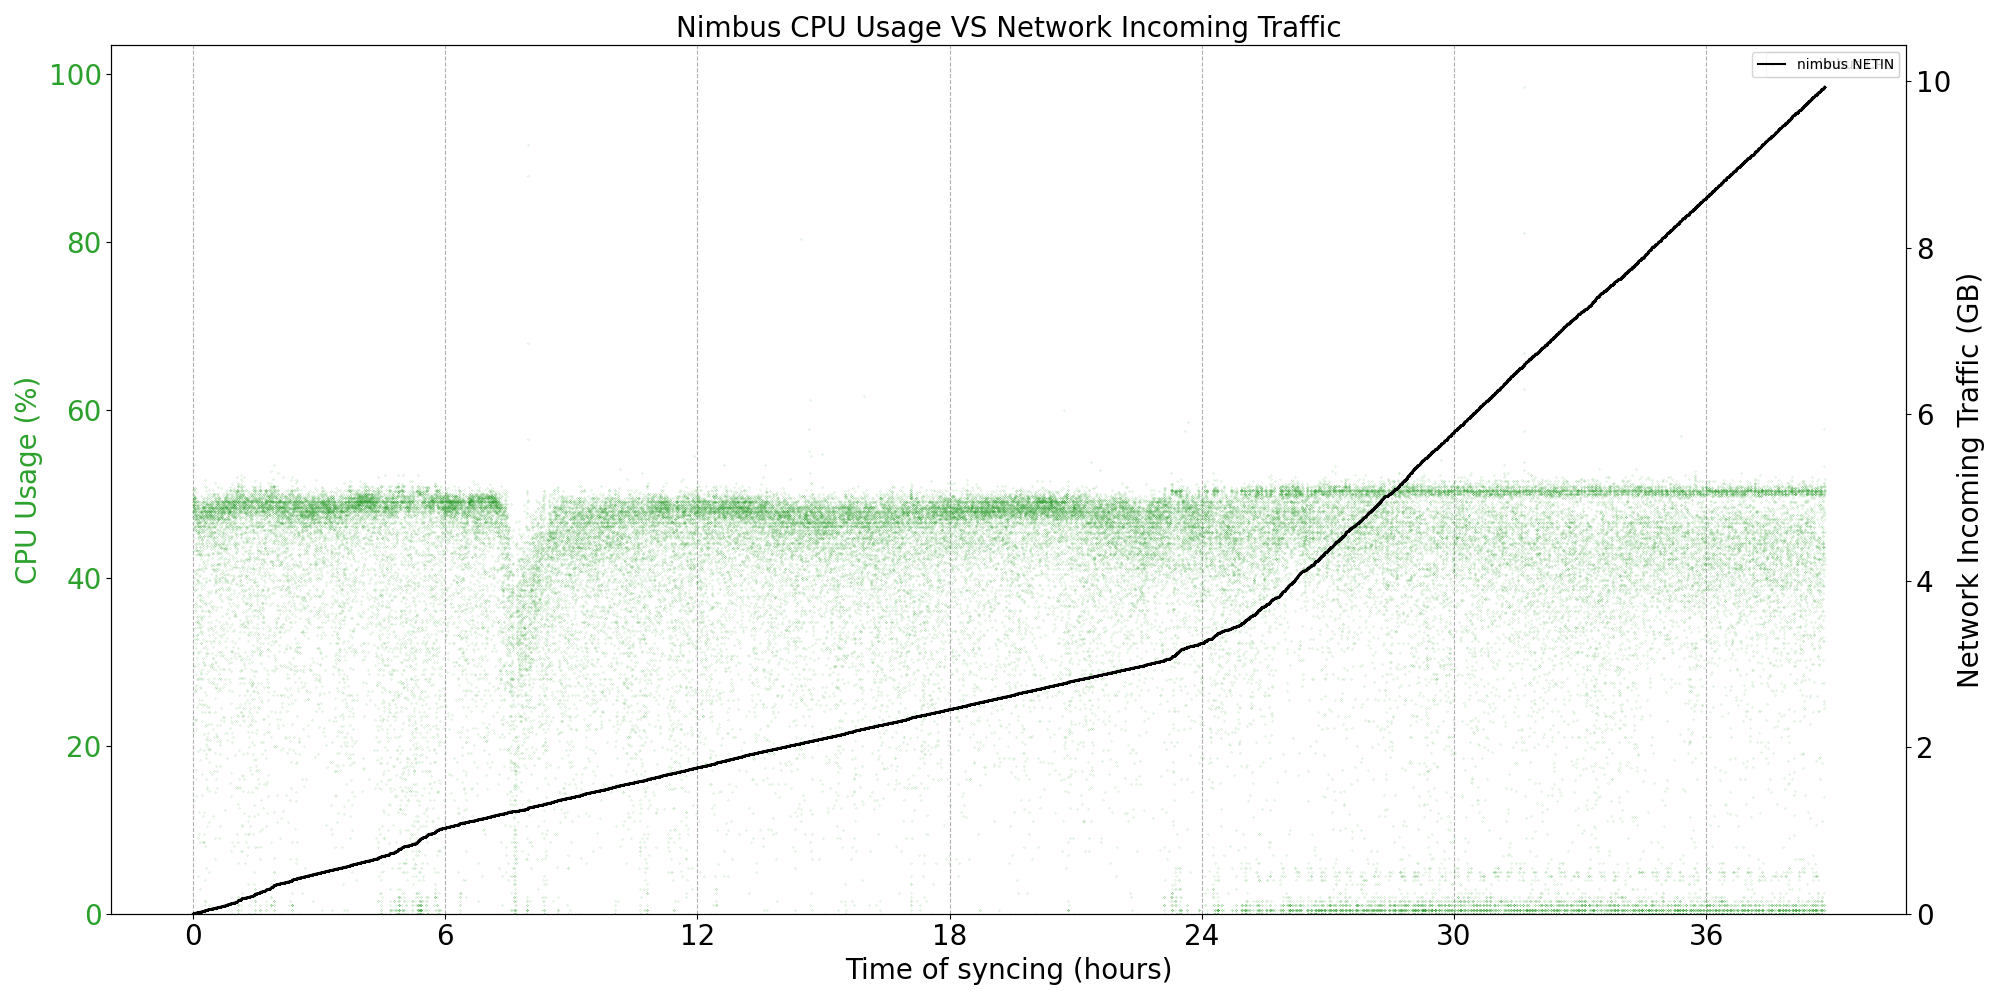 Nimbus CPU Usage VS Network Incoming Traffic
nimbus NETIN
CPU Usage (%)
100
80
60
40
20
0
Network Incoming Traffic (GB)
10
8
6
4
2
0
0 6 12 18 24 30 36
Time of syncing (hours)